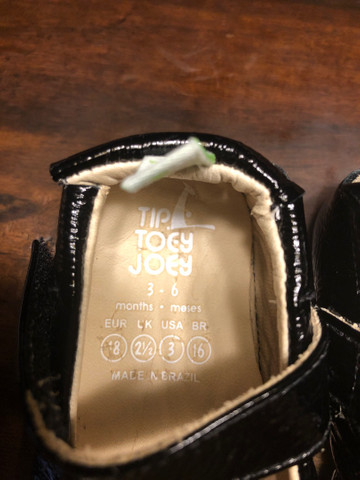 TIP
TOEY
JOEY
3 - 6
months • meses
EUR UK USA BR
18 2½ 3 16
MADE IN BRAZIL